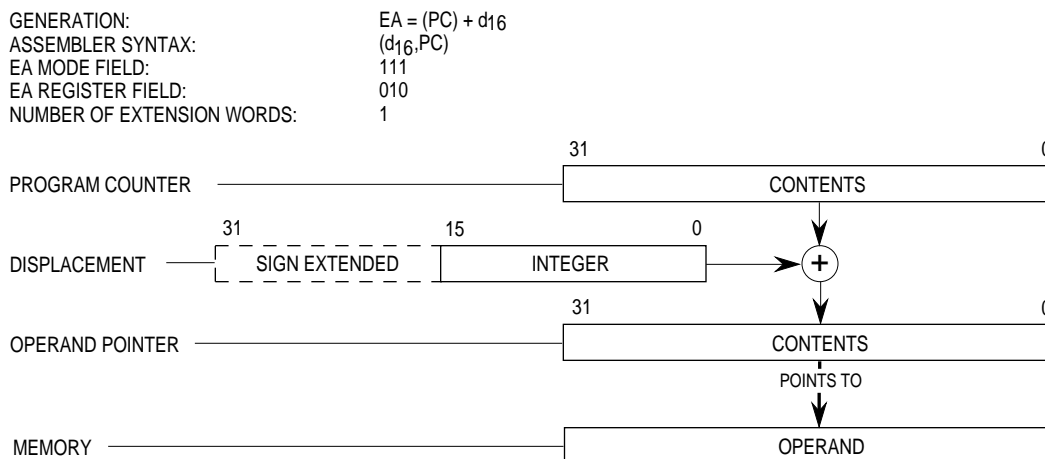 GENERATION: EA = (PC) + d16
ASSEMBLER SYNTAX: (d16,PC)
EA MODE FIELD: 111
EA REGISTER FIELD: 010
NUMBER OF EXTENSION WORDS: 1
31 0
PROGRAM COUNTER CONTENTS
31 15 0
DISPLACEMENT SIGN EXTENDED INTEGER +
31 0
OPERAND POINTER CONTENTS
POINTS TO
MEMORY OPERAND